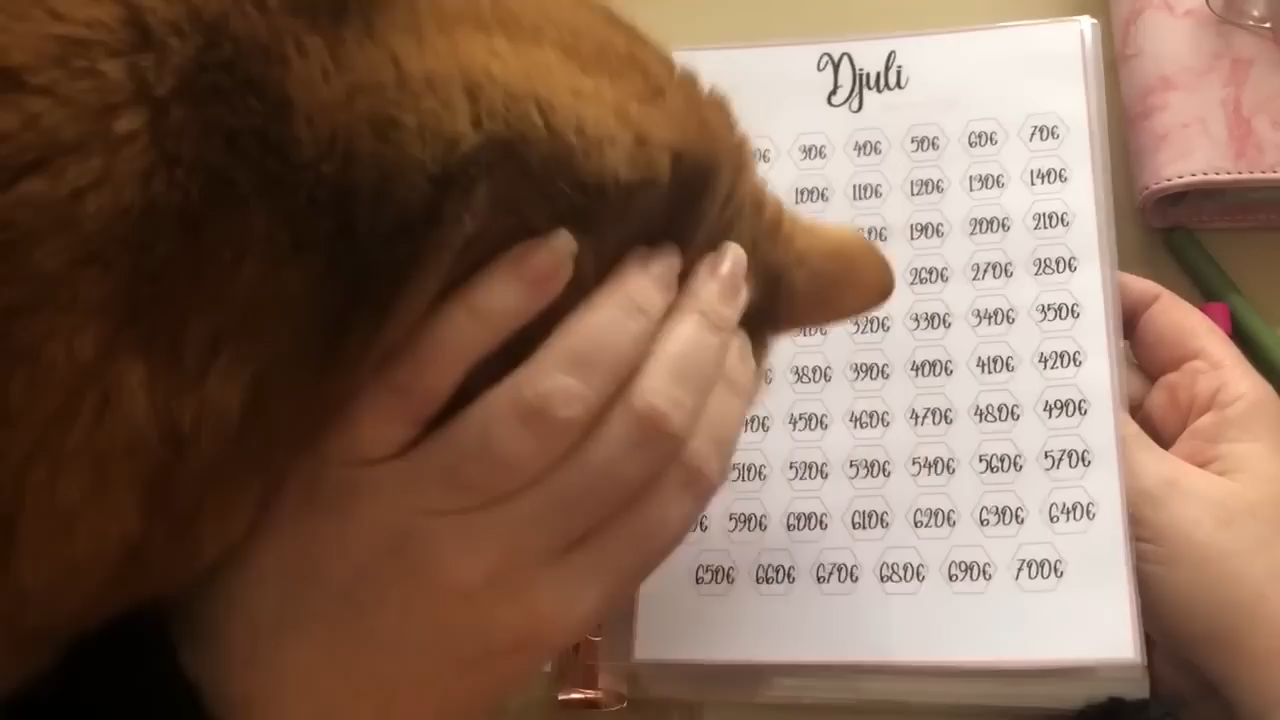 Djuli
30€ 40€ 50€ 60€ 70€
100€ 110€ 120€ 130€ 140€
190€ 200€ 210€
260€ 270€ 280€
320€ 330€ 340€ 350€
380€ 390€ 400€ 410€ 420€
450€ 460€ 470€ 480€ 490€
510€ 520€ 530€ 540€ 560€ 570€
590€ 600€ 610€ 620€ 630€ 640€
650€ 660€ 670€ 680€ 690€ 700€